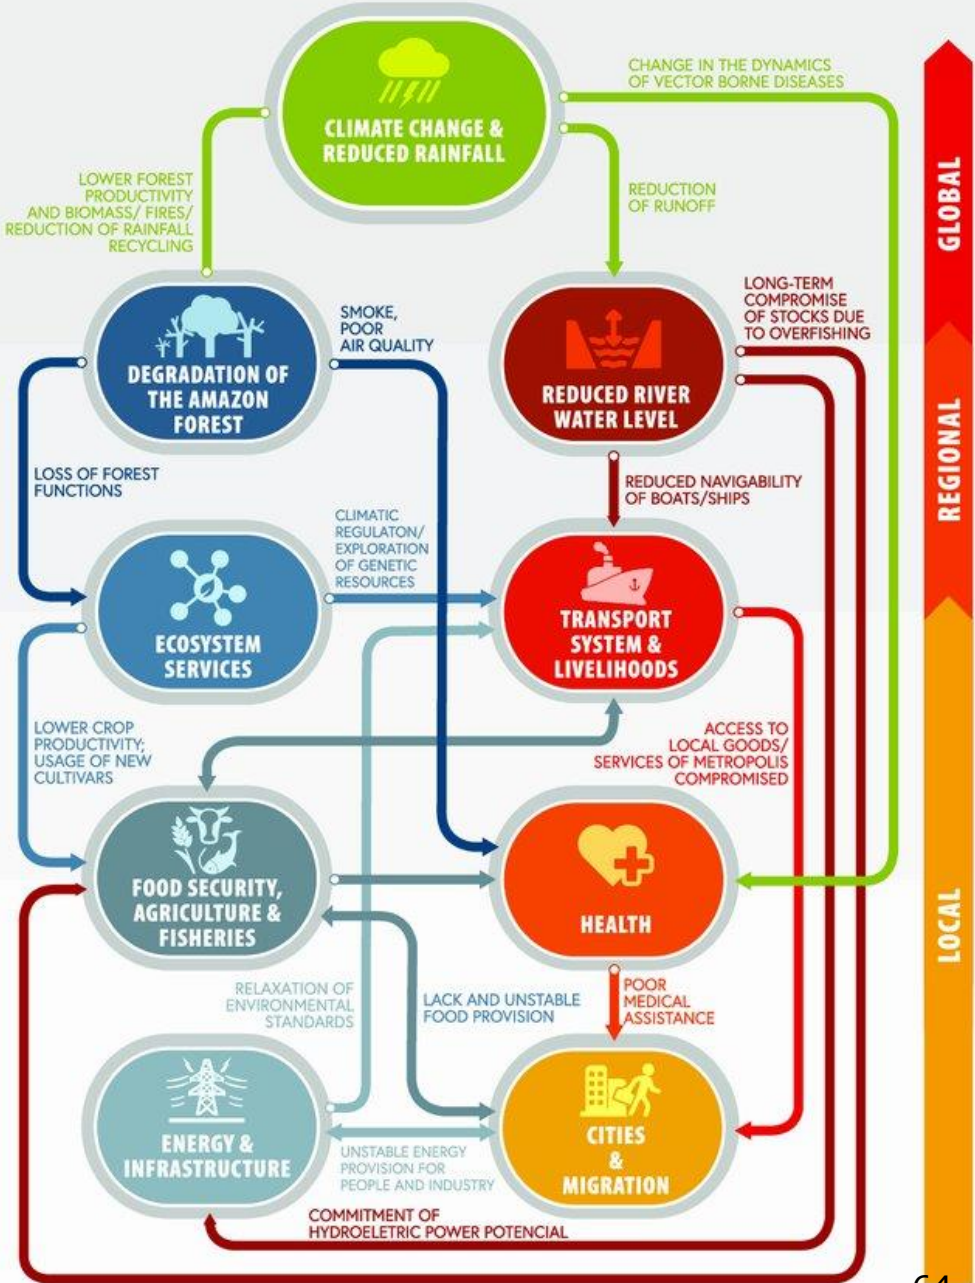 CHANGE IN THE DYNAMICS
OF VECTOR BORNE DISEASES
CLIMATE CHANGE &
REDUCED RAINFALL
GLOBAL
LOWER FOREST
PRODUCTIVITY
AND BIOMASS/ FIRES/
REDUCTION OF RAINFALL
RECYCLING
REDUCTION
OF RUNOFF
LONG-TERM
COMPROMISE
OF STOCKS DUE
TO OVERFISHING
SMOKE,
POOR
AIR QUALITY
DEGRADATION OF
THE AMAZON
FOREST
REDUCED RIVER
WATER LEVEL
REGIONAL
LOSS OF FOREST
FUNCTIONS
REDUCED NAVIGABILITY
OF BOATS/SHIPS
CLIMATIC
REGULATON/
EXPLORATION
OF GENETIC
RESOURCES
ECOSYSTEM
SERVICES
TRANSPORT
SYSTEM &
LIVELIHOODS
LOWER CROP
PRODUCTIVITY;
USAGE OF NEW
CULTIVARS
ACCESS TO
LOCAL GOODS/
SERVICES OF METROPOLIS
COMPROMISED
FOOD SECURITY,
AGRICULTURE &
FISHERIES
HEALTH
LOCAL
RELAXATION OF
ENVIRONMENTAL
STANDARDS
LACK AND UNSTABLE
FOOD PROVISION
POOR
MEDICAL
ASSISTANCE
ENERGY &
INFRASTRUCTURE
UNSTABLE ENERGY
PROVISION FOR
PEOPLE AND INDUSTRY
CITIES
&
MIGRATION
COMMITMENT OF
HYDROELETRIC POWER POTENCIAL